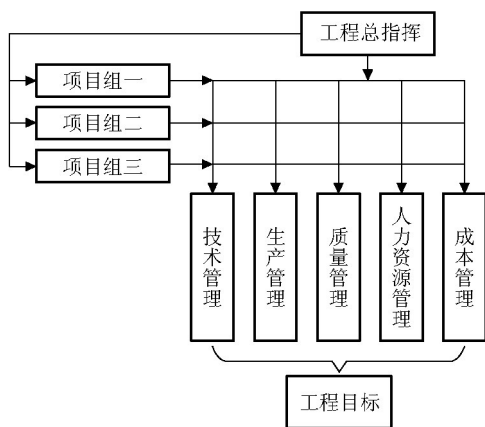 工程总指挥
项目组一
项目组二
项目组三
技术管理
生产管理
质量管理
人力资源管理
成本管理
工程目标